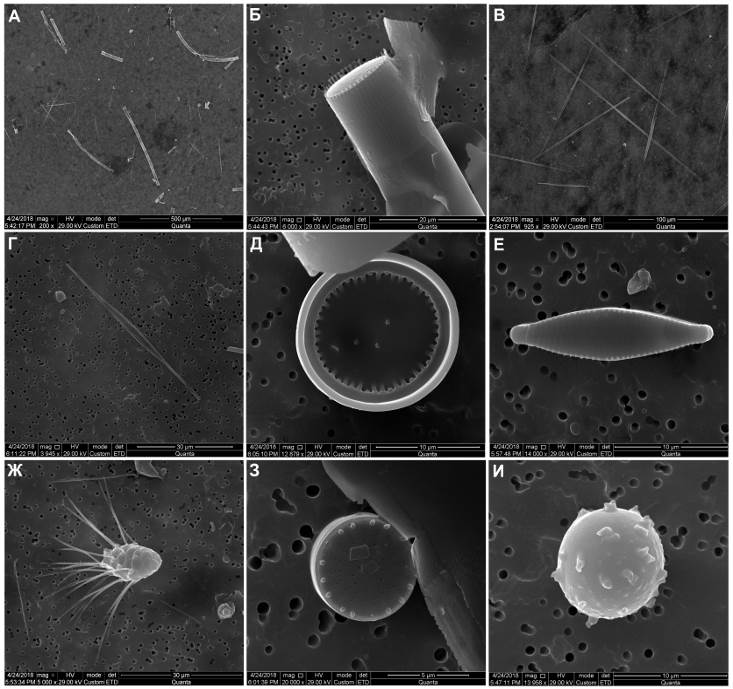 А
4/24/2018 mag HV mode det 500 µm
5:42:17 PM 200 x 29.00 kV Custom ETD Quanta
Б
4/24/2018 mag HV mode det 20 µm
5:44:43 PM 6 000 x 29.00 kV Custom ETD Quanta
В
4/24/2018 mag HV mode det 100 µm
2:54:07 PM 925 x 29.00 kV Custom ETD Quanta
Г
4/24/2018 mag HV mode det 30 µm
6:11:22 PM 3 945 x 29.00 kV Custom ETD Quanta
Д
4/24/2018 mag HV mode det 10 µm
6:05:10 PM 12 879 x 29.00 kV Custom ETD Quanta
Е
4/24/2018 mag HV mode det 10 µm
5:57:48 PM 14 000 x 29.00 kV Custom ETD Quanta
Ж
4/24/2018 mag HV mode det 30 µm
5:53:34 PM 5 000 x 29.00 kV Custom ETD Quanta
З
4/24/2018 mag HV mode det 5 µm
6:01:39 PM 20 000 x 29.00 kV Custom ETD Quanta
И
4/24/2018 mag HV mode det 10 µm
5:47:11 PM 13 958 x 29.00 kV Custom ETD Quanta